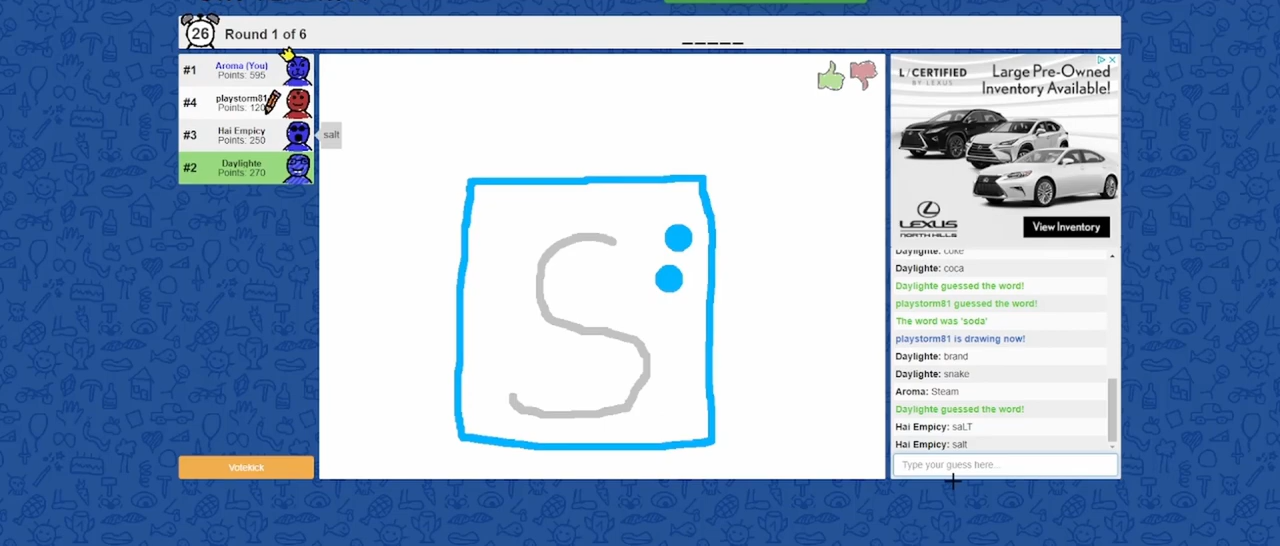 26
Round 1 of 6
_____
#1
Aroma (You)
Points: 595
#4
playstorm81
Points: 120
#3
Hai Empicy
Points: 250
#2
Daylighte
Points: 270
salt
Votekick
S
L/CERTIFIED
BY LEXUS
Large Pre-Owned
Inventory Available!
LEXUS
NORTH HILLS
View Inventory
Daylighte: coke
Daylighte: coca
Daylighte guessed the word!
playstorm81 guessed the word!
The word was 'soda'
playstorm81 is drawing now!
Daylighte: brand
Daylighte: snake
Aroma: Steam
Daylighte guessed the word!
Hai Empicy: saLT
Hai Empicy: salt
Type your guess here...